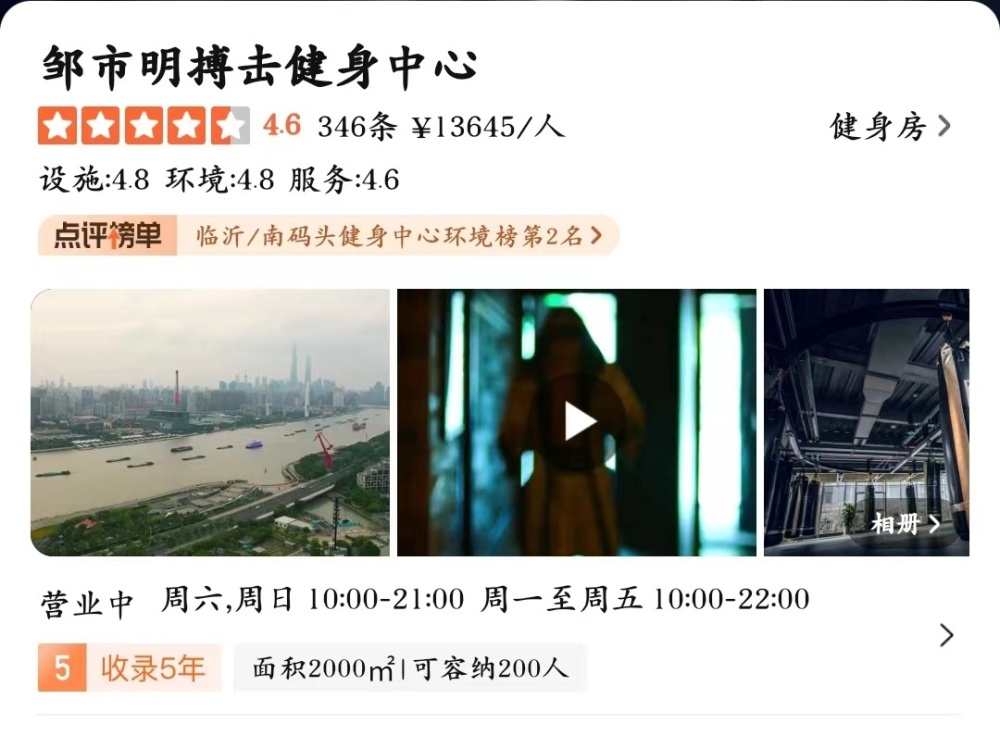 邹市明搏击健身中心
4.6 346条 ¥13645/人 健身房
设施:4.8 环境:4.8 服务:4.6
点评榜单 临沂/南码头健身中心环境榜第2名
相册
营业中 周六,周日 10:00-21:00 周一至周五 10:00-22:00
5 收录5年 面积2000㎡|可容纳200人